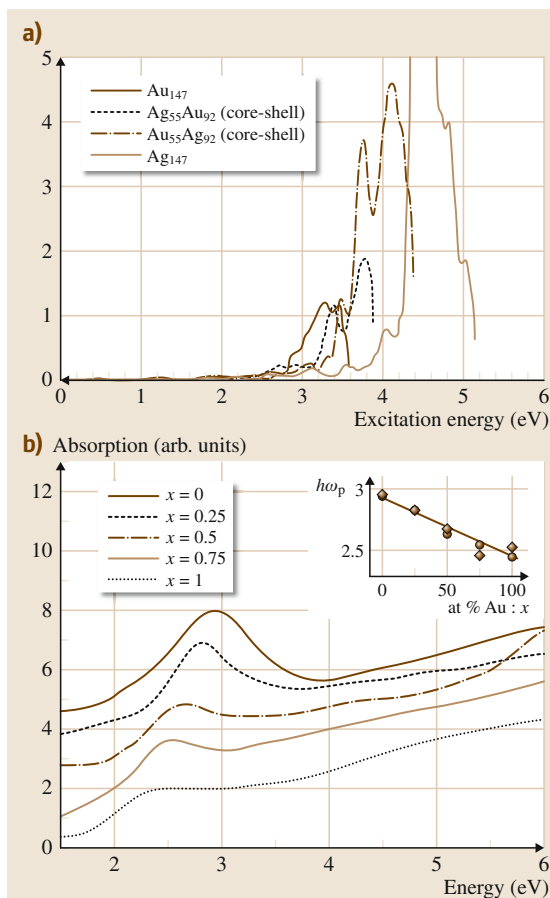 a)
5
4
3
2
1
0
Au₁₄₇
Ag₅₅Au₉₂ (core-shell)
Au₅₅Ag₉₂ (core-shell)
Ag₁₄₇
0 1 2 3 4 5 6
Excitation energy (eV)
b) Absorption (arb. units)
12
10
8
6
4
2
0
x = 0
x = 0.25
x = 0.5
x = 0.75
x = 1
hωₚ
3
2.5
0 50 100
at % Au : x
2 3 4 5 6
Energy (eV)